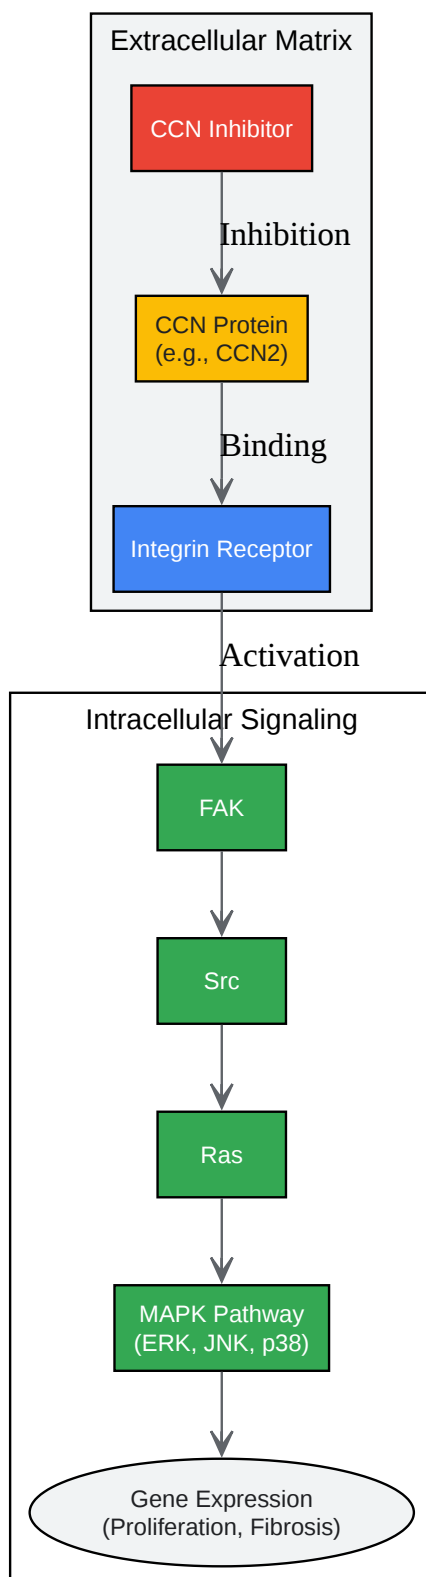 Extracellular Matrix
CCN Inhibitor
Inhibition
CCN Protein
(e.g., CCN2)
Binding
Integrin Receptor
Activation
Intracellular Signaling
FAK
Src
Ras
MAPK Pathway
(ERK, JNK, p38)
Gene Expression
(Proliferation, Fibrosis)